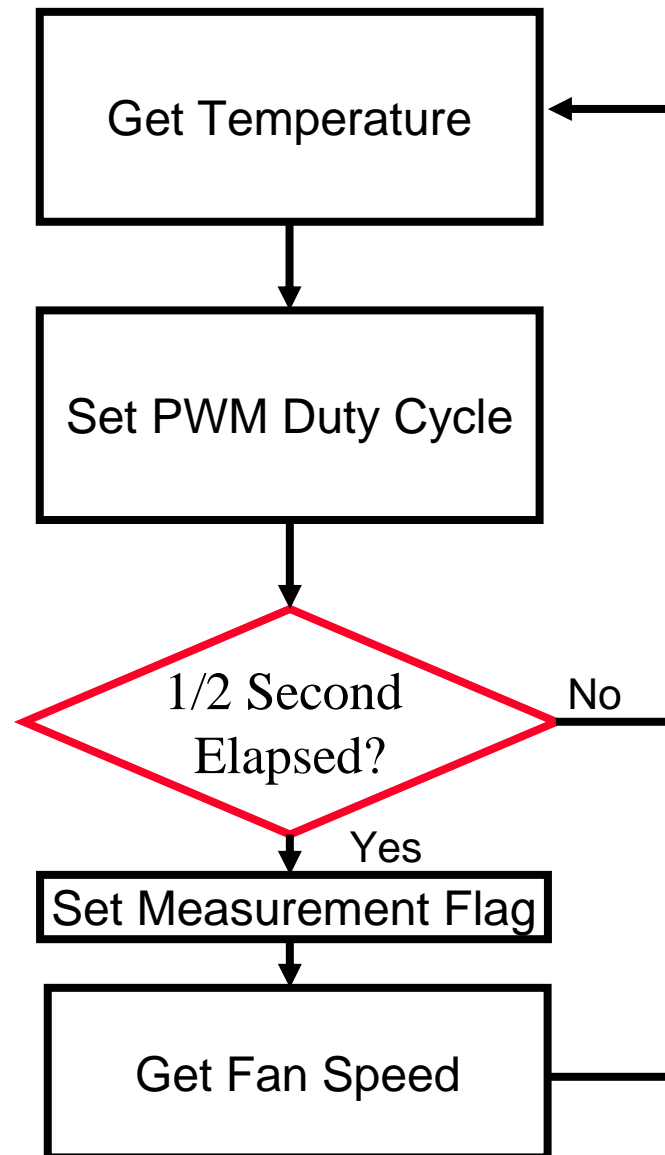 Get Temperature
Set PWM Duty Cycle
1/2 Second
Elapsed?
No
Yes
Set Measurement Flag
Get Fan Speed